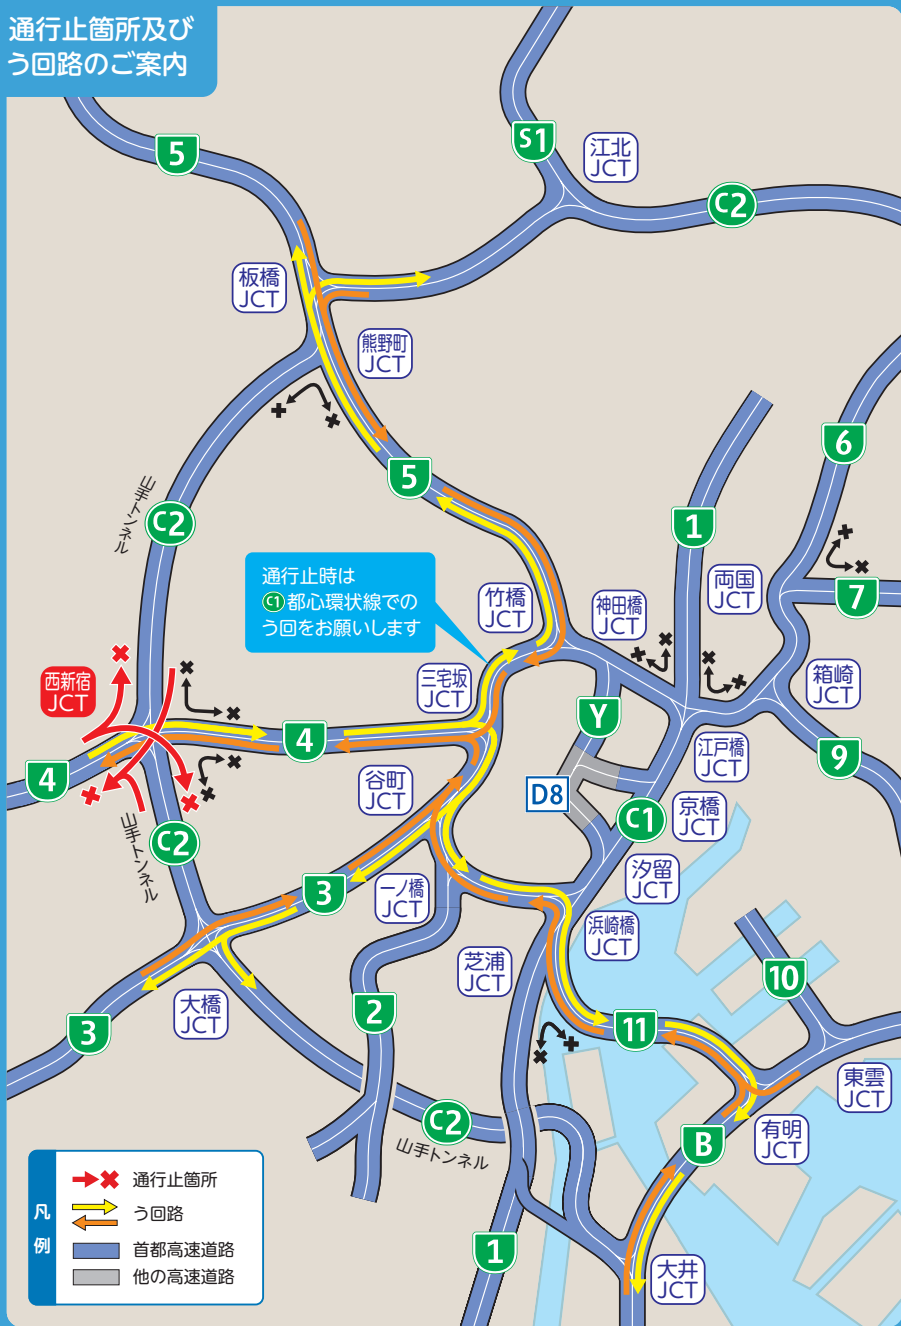 通行止箇所及び
う回路のご案内
5
S1
江北
JCT
C2
板橋
JCT
熊野町
JCT
5
6
1
山手トンネル
C2
通行止時は
C1都心環状線での
う回をお願いします
竹橋
JCT
神田橋
JCT
両国
JCT
7
西新宿
JCT
三宅坂
JCT
箱崎
JCT
Y
4
4
江戸橋
JCT
9
谷町
JCT
D8
C1
京橋
JCT
山手トンネル
C2
汐留
JCT
3
一ノ橋
JCT
浜崎橋
JCT
芝浦
JCT
10
大橋
JCT
2
11
3
東雲
JCT
C2
山手トンネル
B
有明
JCT
1
大井
JCT
凡例
通行止箇所
う回路
首都高速道路
他の高速道路